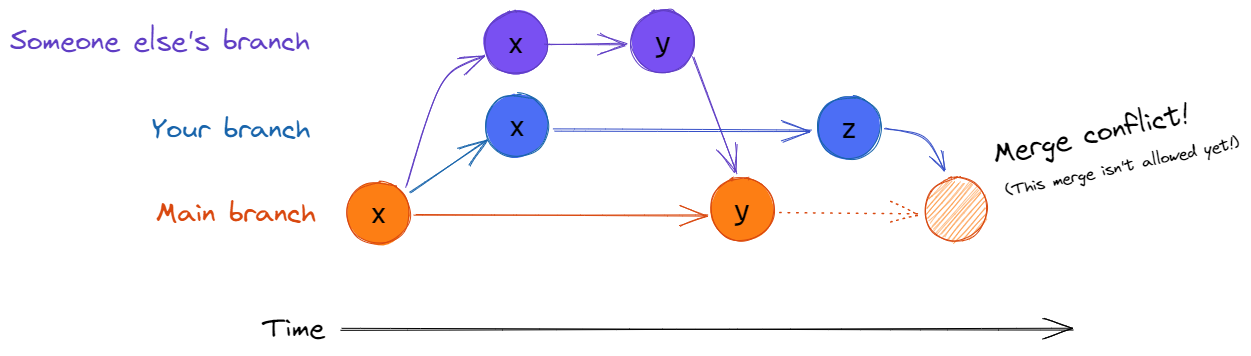 Someone else's branch
x
y
Your branch
x
z
Merge conflict!
(This merge isn't allowed yet!)
Main branch
x
y
Time